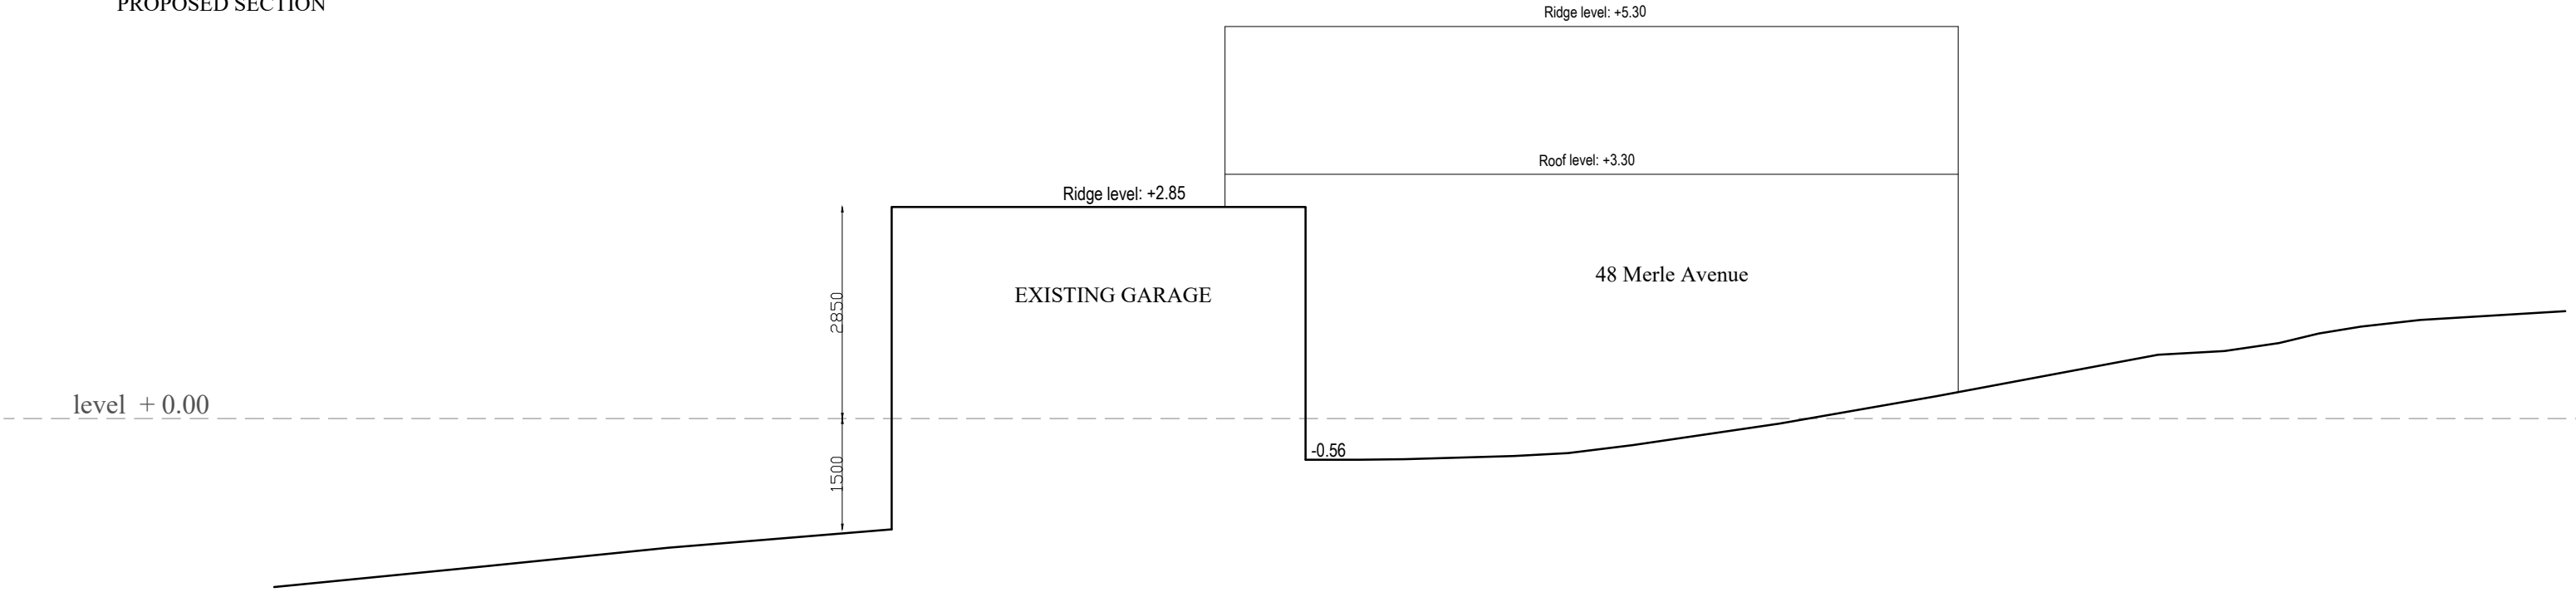 PROPOSED SECTION
Ridge level: +5.30
Roof level: +3.30
Ridge level: +2.85
48 Merle Avenue
EXISTING GARAGE
2850
level + 0.00
-0.56
1500